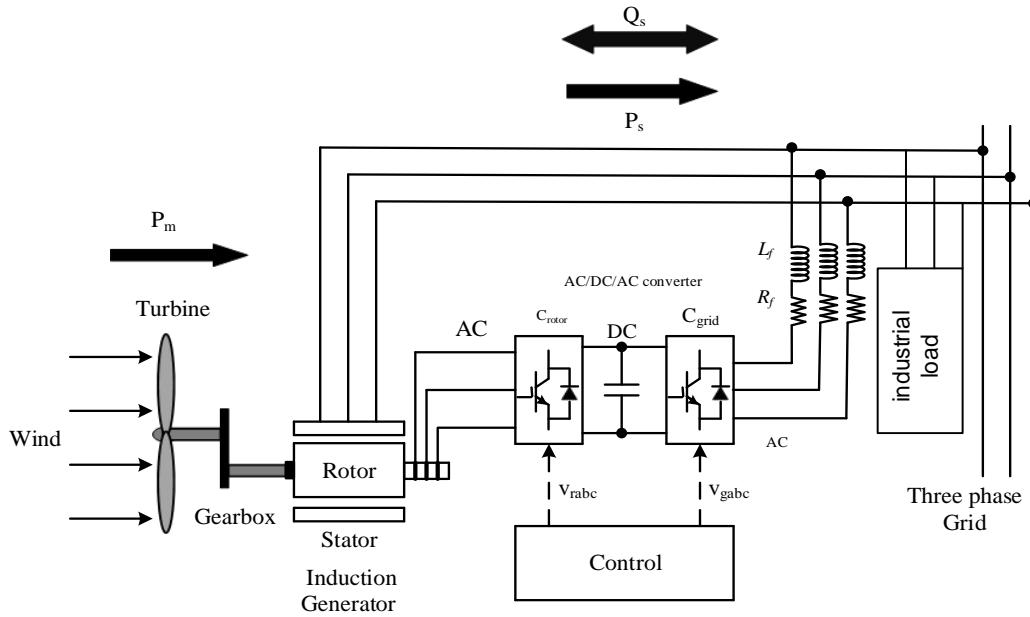 Qs
Ps
Pm
Turbine
Lf
AC/DC/AC converter
Rf
AC
Crotor
DC
Cgrid
industrial
load
Wind
AC
Rotor
vrabc
vgabc
Three phase
Grid
Gearbox
Stator
Control
Induction
Generator